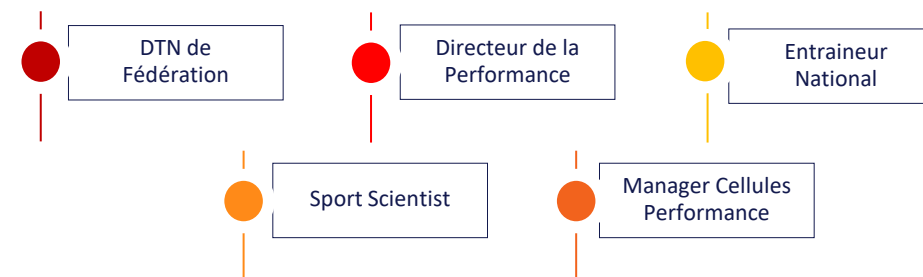 DTN de
Fédération
Directeur de la
Performance
Entraineur
National
Sport Scientist
Manager Cellules
Performance